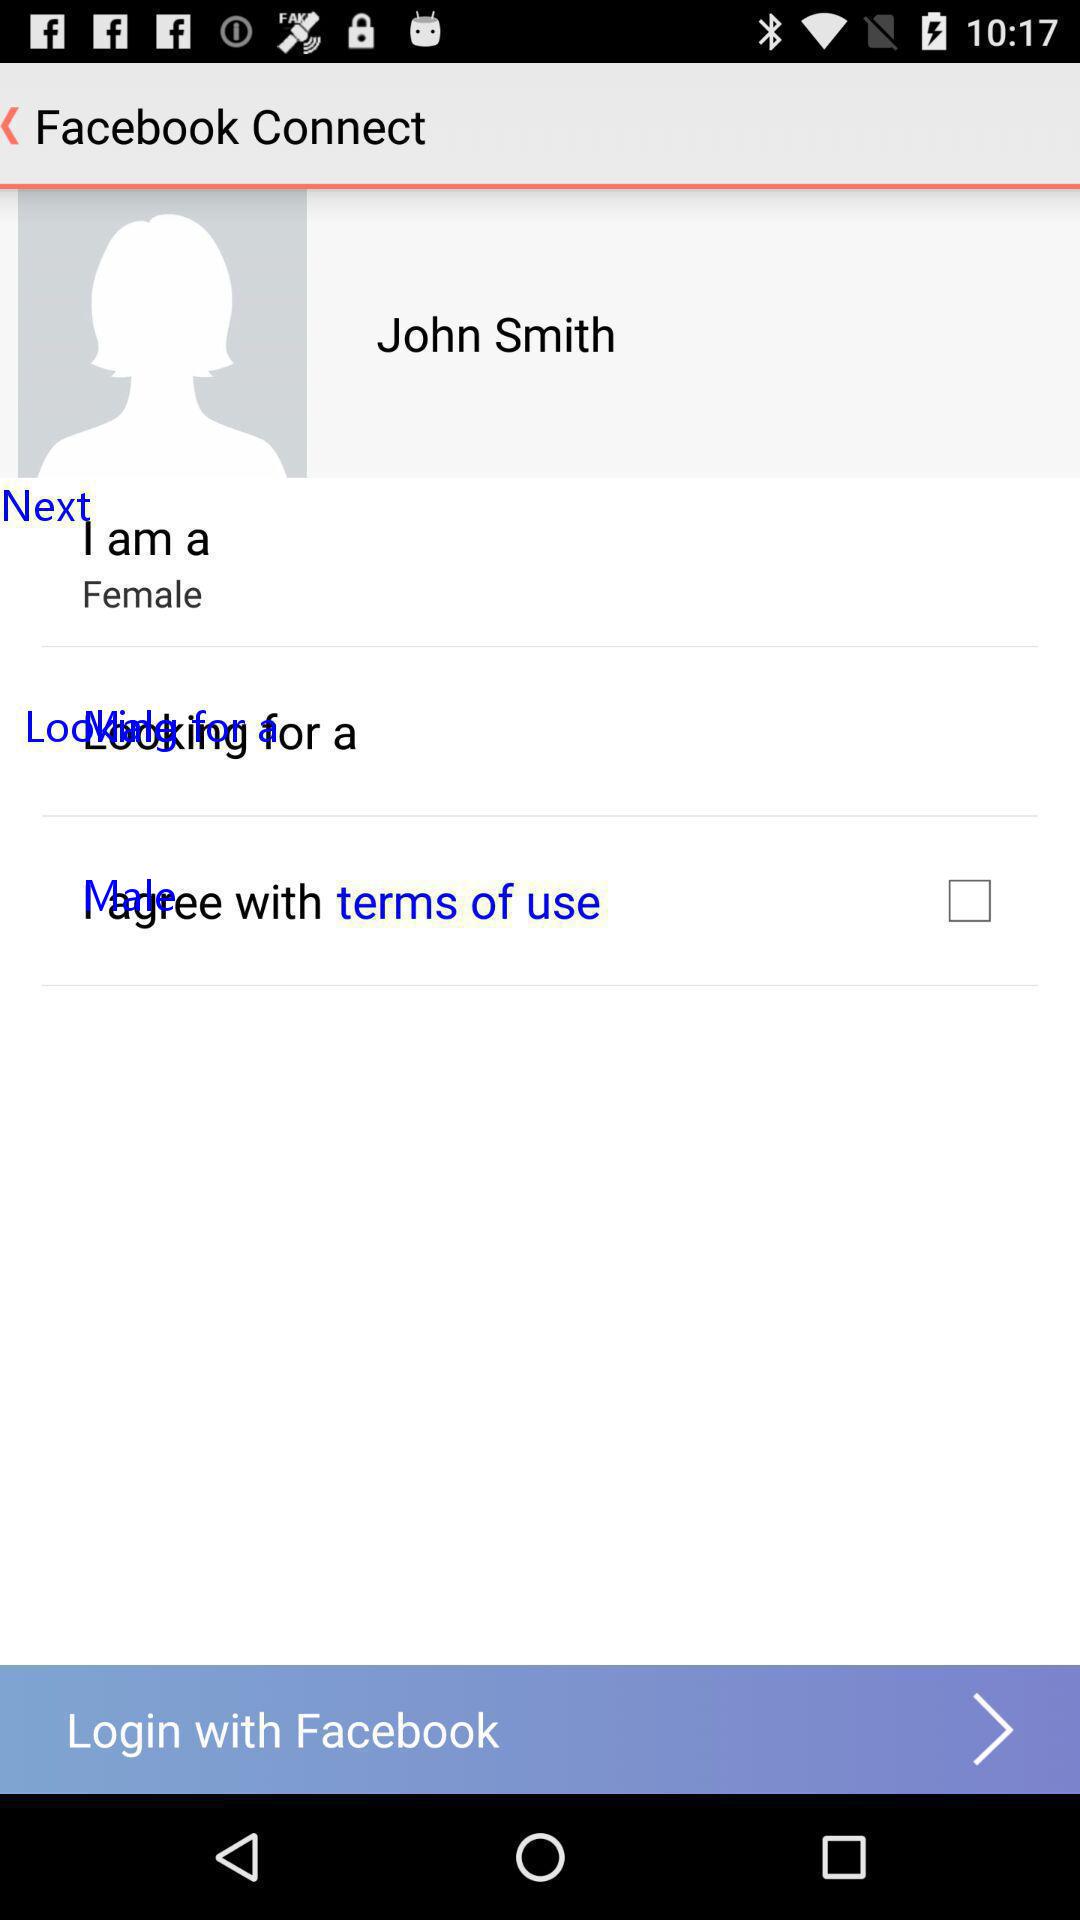 FAKE
10:17
Facebook Connect
John Smith
Next
I am a
Female
Looking for a
Male
Looking for a
Male
I agree with terms of use
Login with Facebook